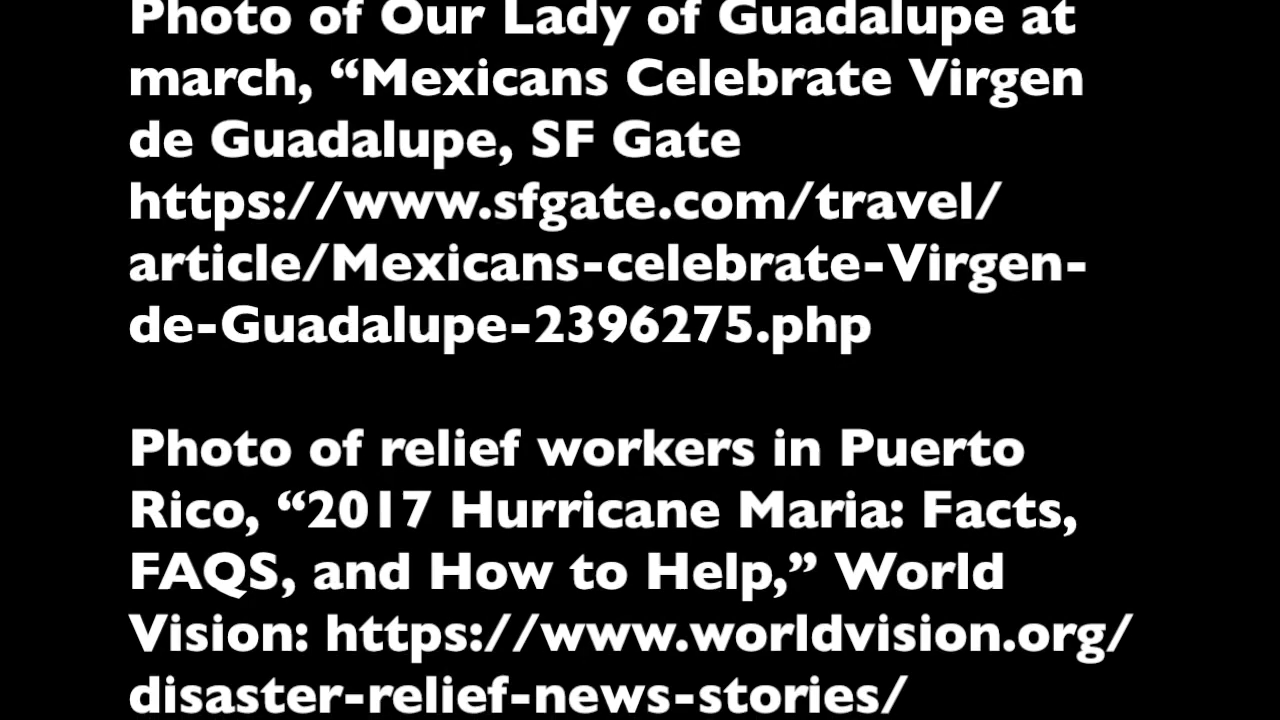 Photo of Our Lady of Guadalupe at
march, “Mexicans Celebrate Virgen
de Guadalupe, SF Gate
https://www.sfgate.com/travel/
article/Mexicans-celebrate-Virgen-
de-Guadalupe-2396275.php
Photo of relief workers in Puerto
Rico, “2017 Hurricane Maria: Facts,
FAQS, and How to Help,” World
Vision: https://www.worldvision.org/
disaster-relief-news-stories/